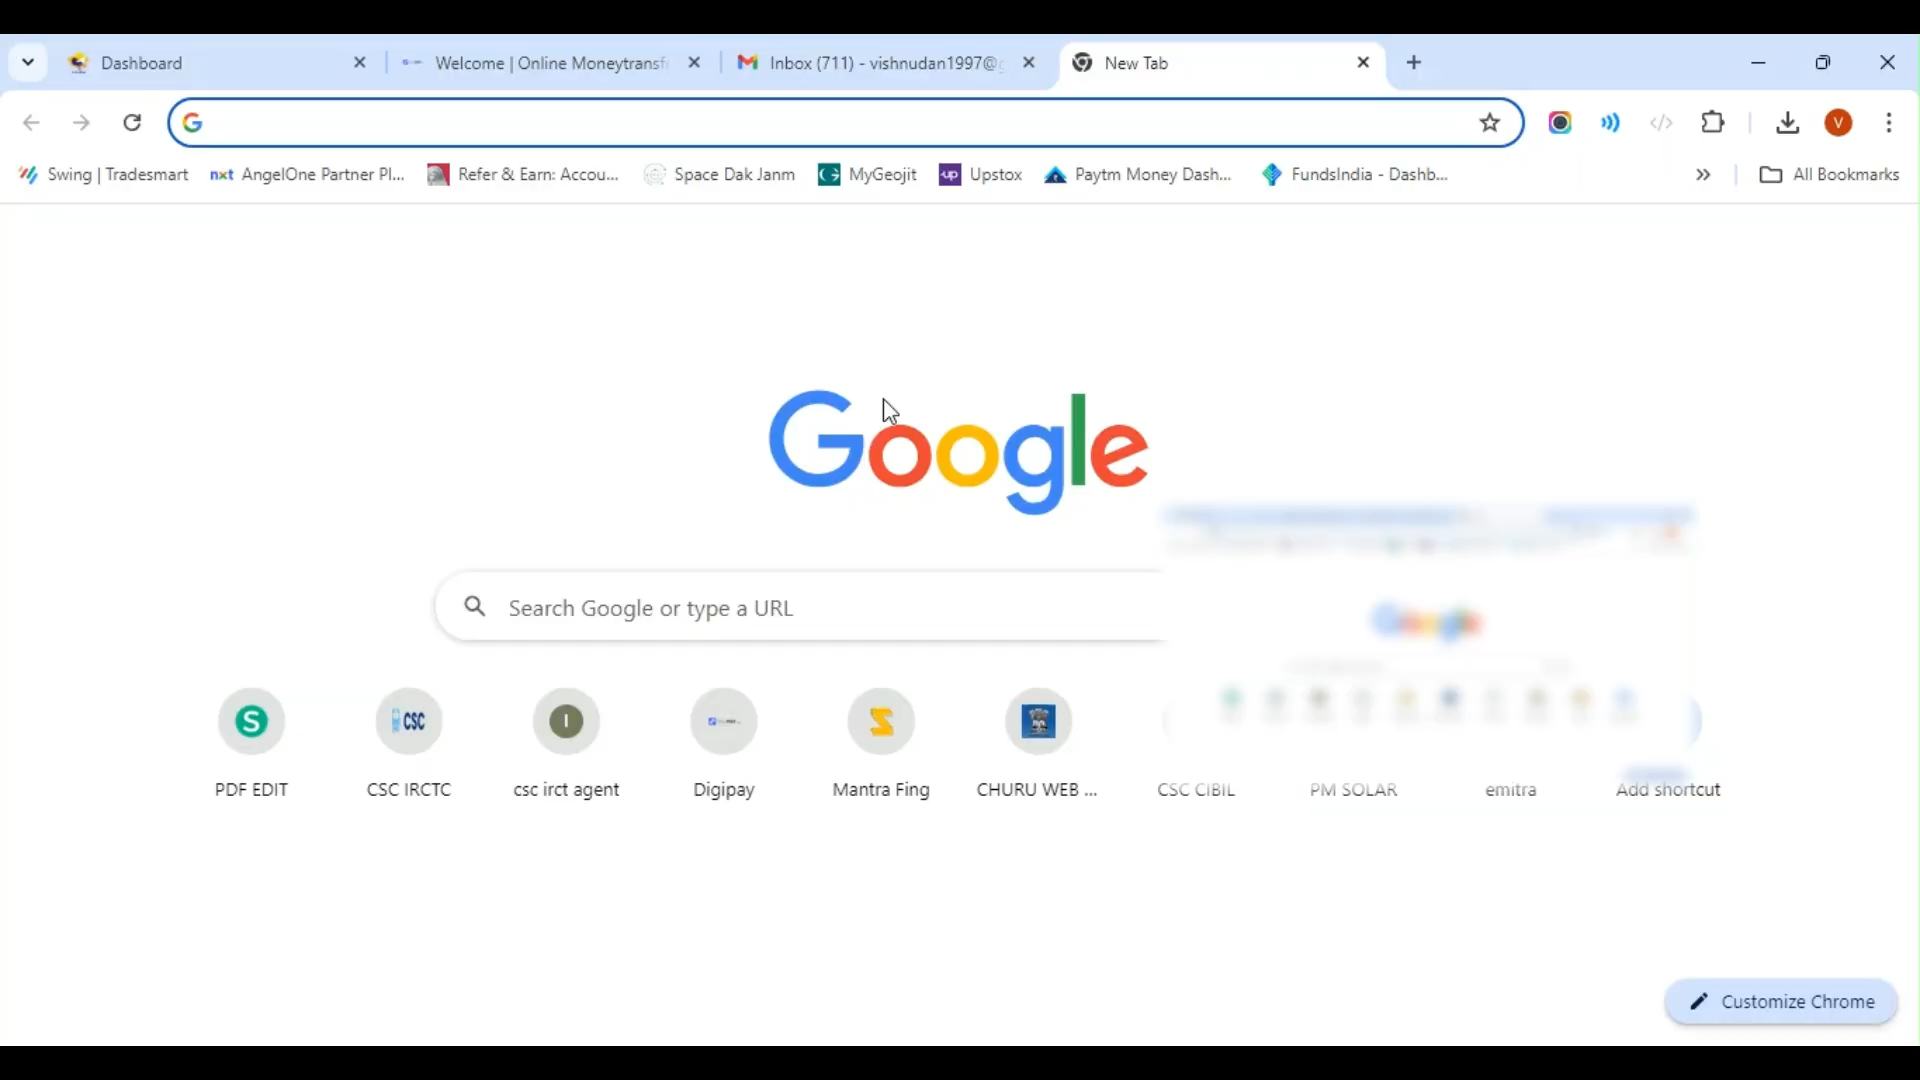 Dashboard
Welcome | Online Moneytransf
Inbox (711) - vishnudan1997@g
New Tab
Swing | Tradesmart
nxt AngelOne Partner Pl...
Refer & Earn: Accou...
Space Dak Janm
MyGeojit
up Upstox
Paytm Money Dash...
FundsIndia - Dashb...
All Bookmarks
V
Google
Search Google or type a URL
S
CSC
I
PDF EDIT
CSC IRCTC
csc irct agent
Digipay
Mantra Fing
CHURU WEB ...
CSC CIBIL
PM SOLAR
emitra
Add shortcut
Customize Chrome